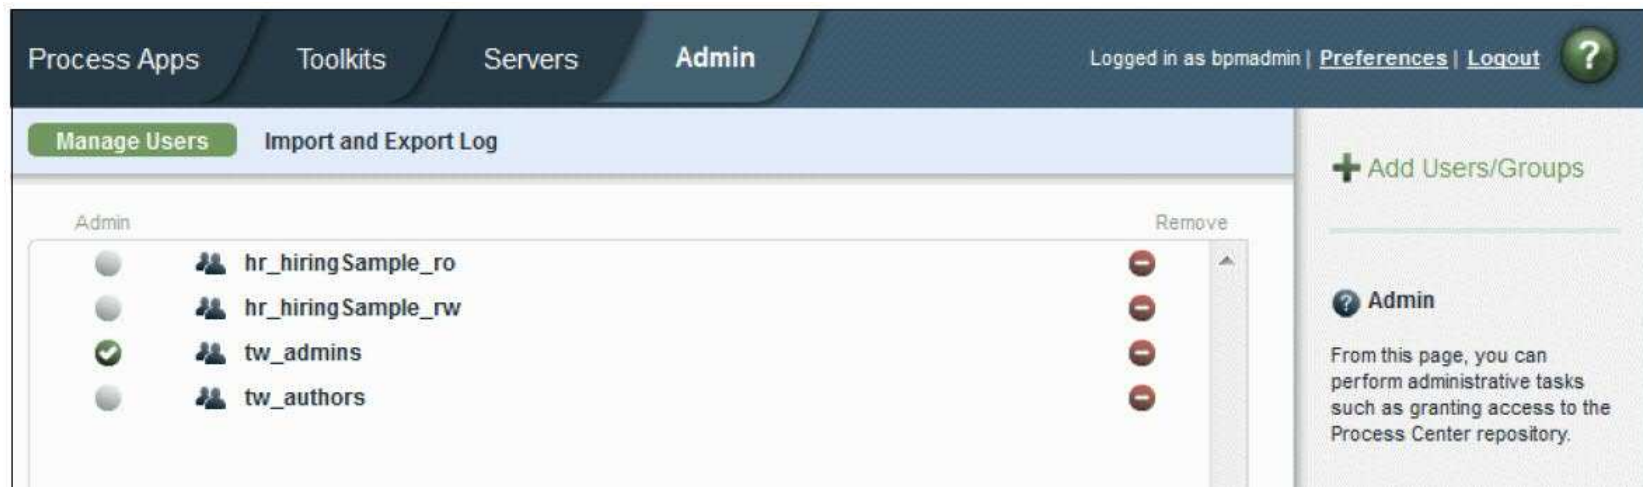 Process Apps Toolkits Servers Admin Logged in as bpmadmin | Preferences | Logout ?
Manage Users Import and Export Log
Add Users/Groups
Admin Remove
hr_hiringSample_ro
hr_hiringSample_rw
tw_admins
tw_authors
? Admin
From this page, you can
perform administrative tasks
such as granting access to the
Process Center repository.